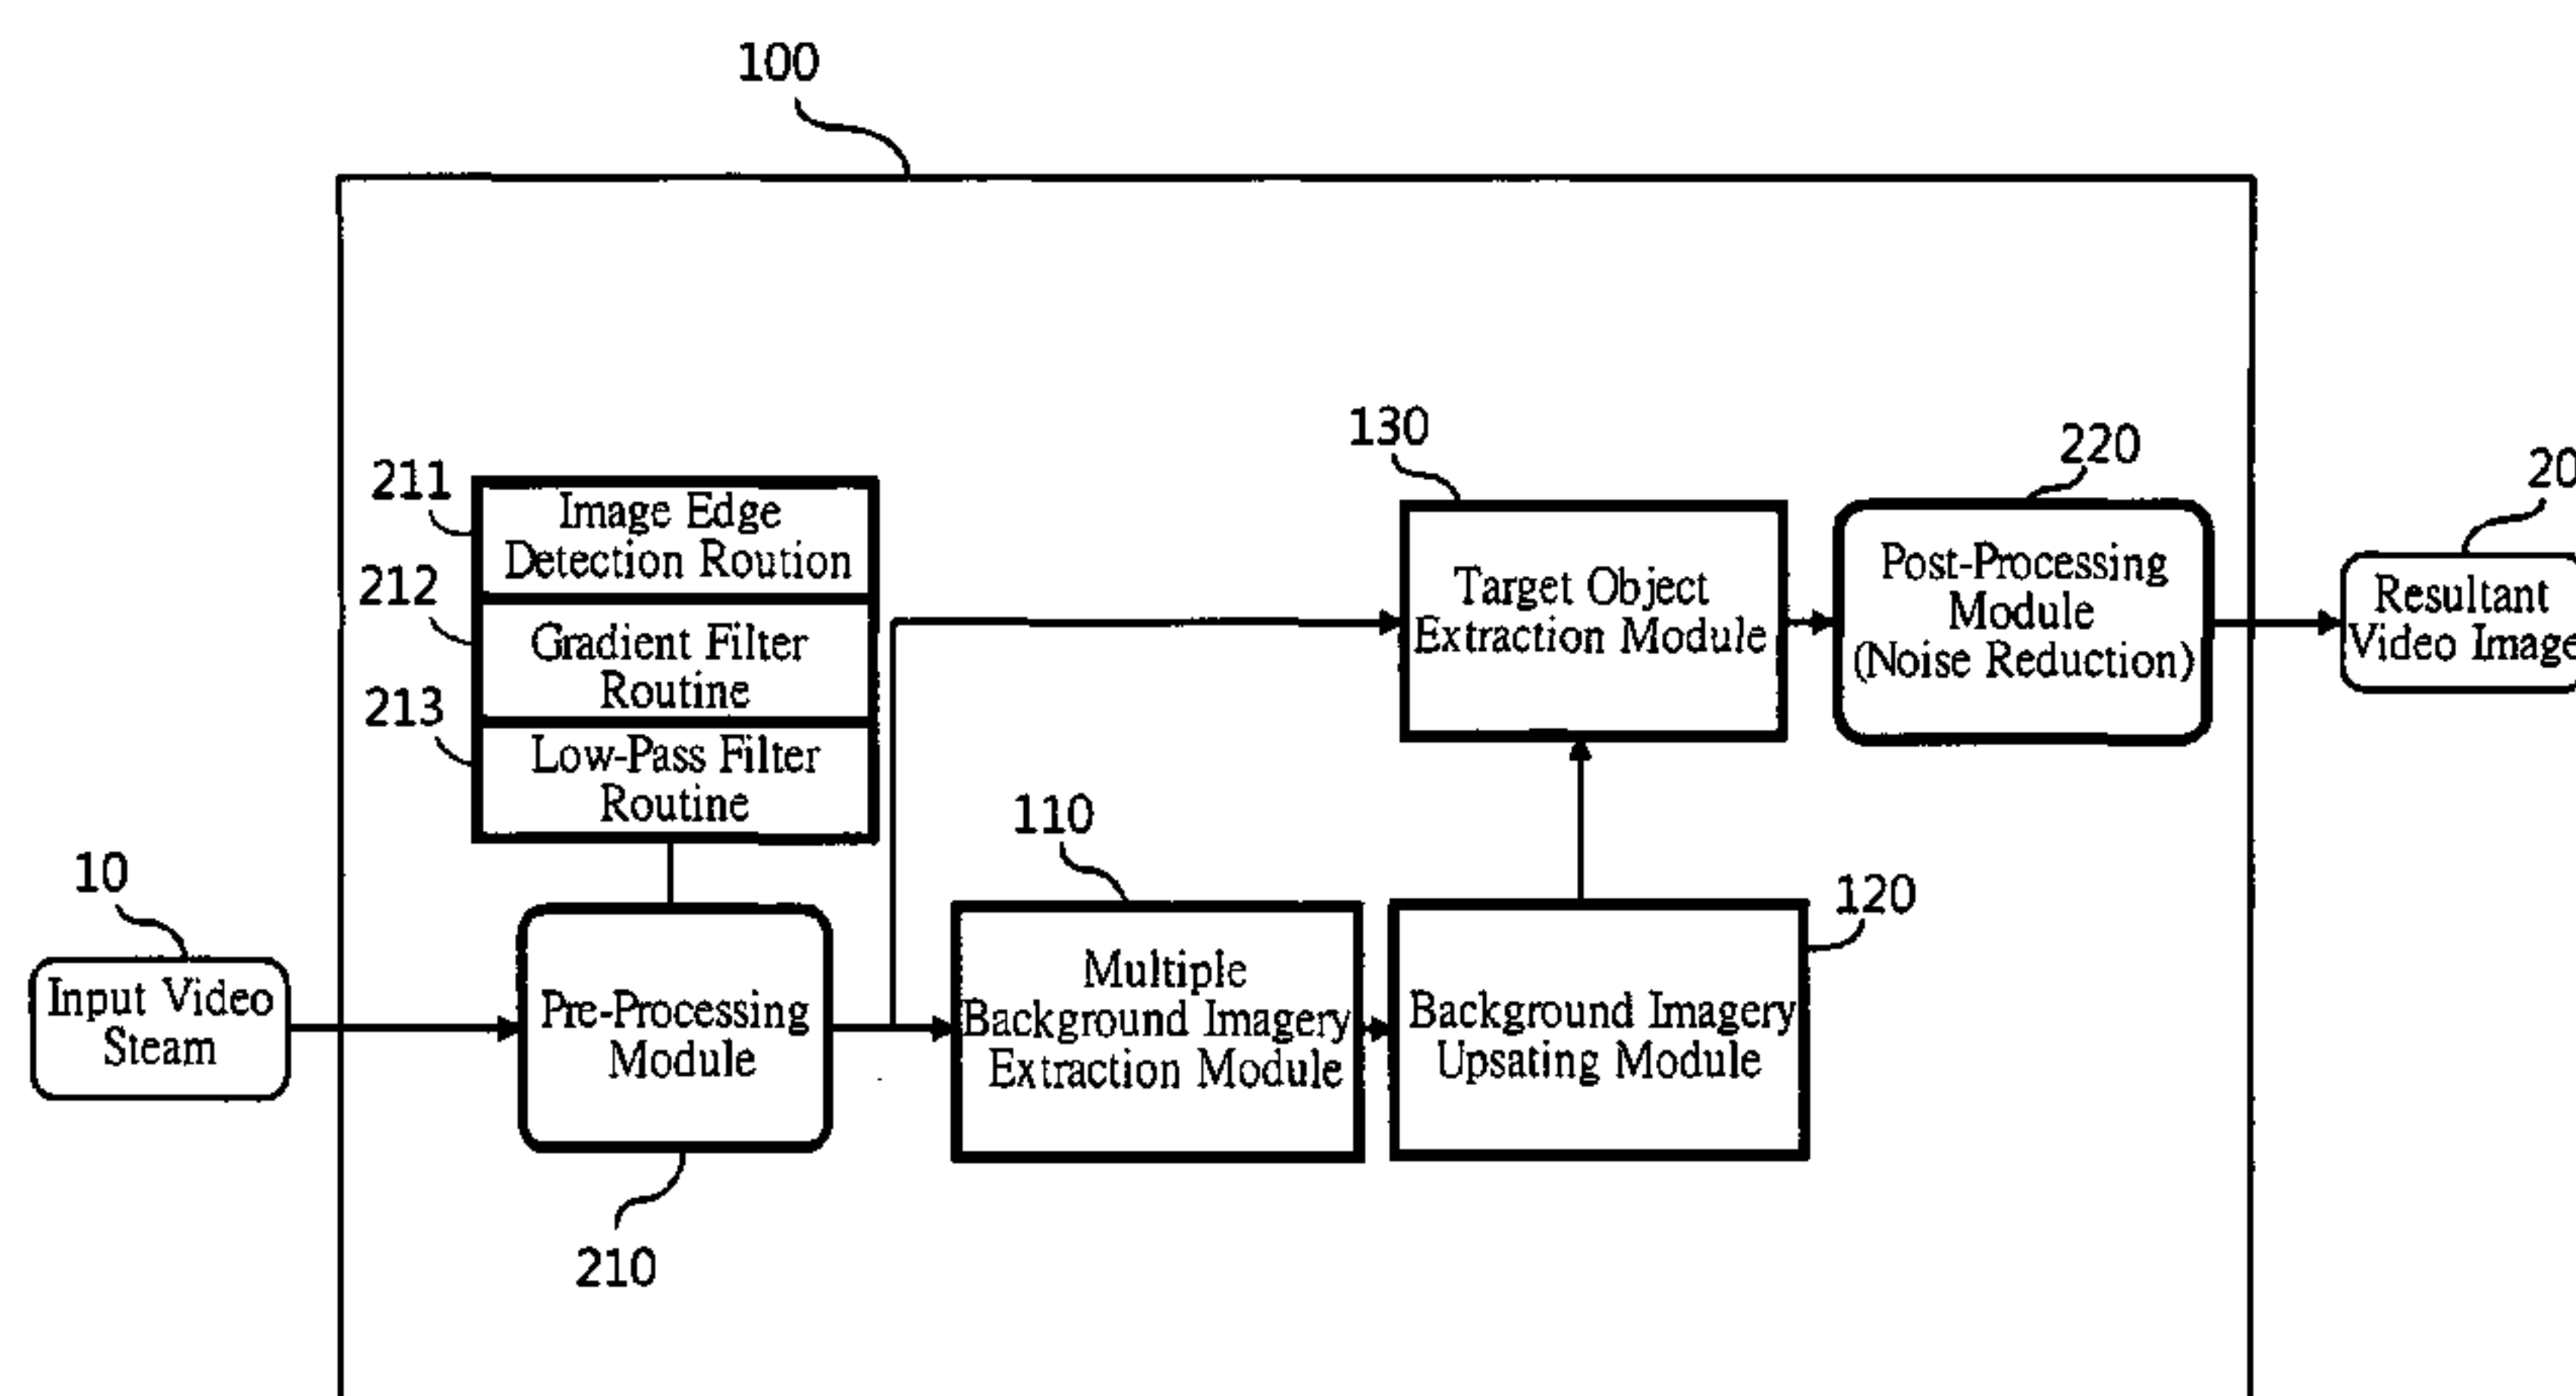 100
211
Image Edge
Detection Roution
212
Gradient Filter
Routine
213
Low-Pass Filter
Routine
130
Target Object
Extraction Module
220
Post-Processing
Module
(Noise Reduction)
20
Resultant
Video Image
10
Input Video
Steam
Pre-Processing
Module
210
110
Multiple
Background Imagery
Extraction Module
120
Background Imagery
Upsating Module